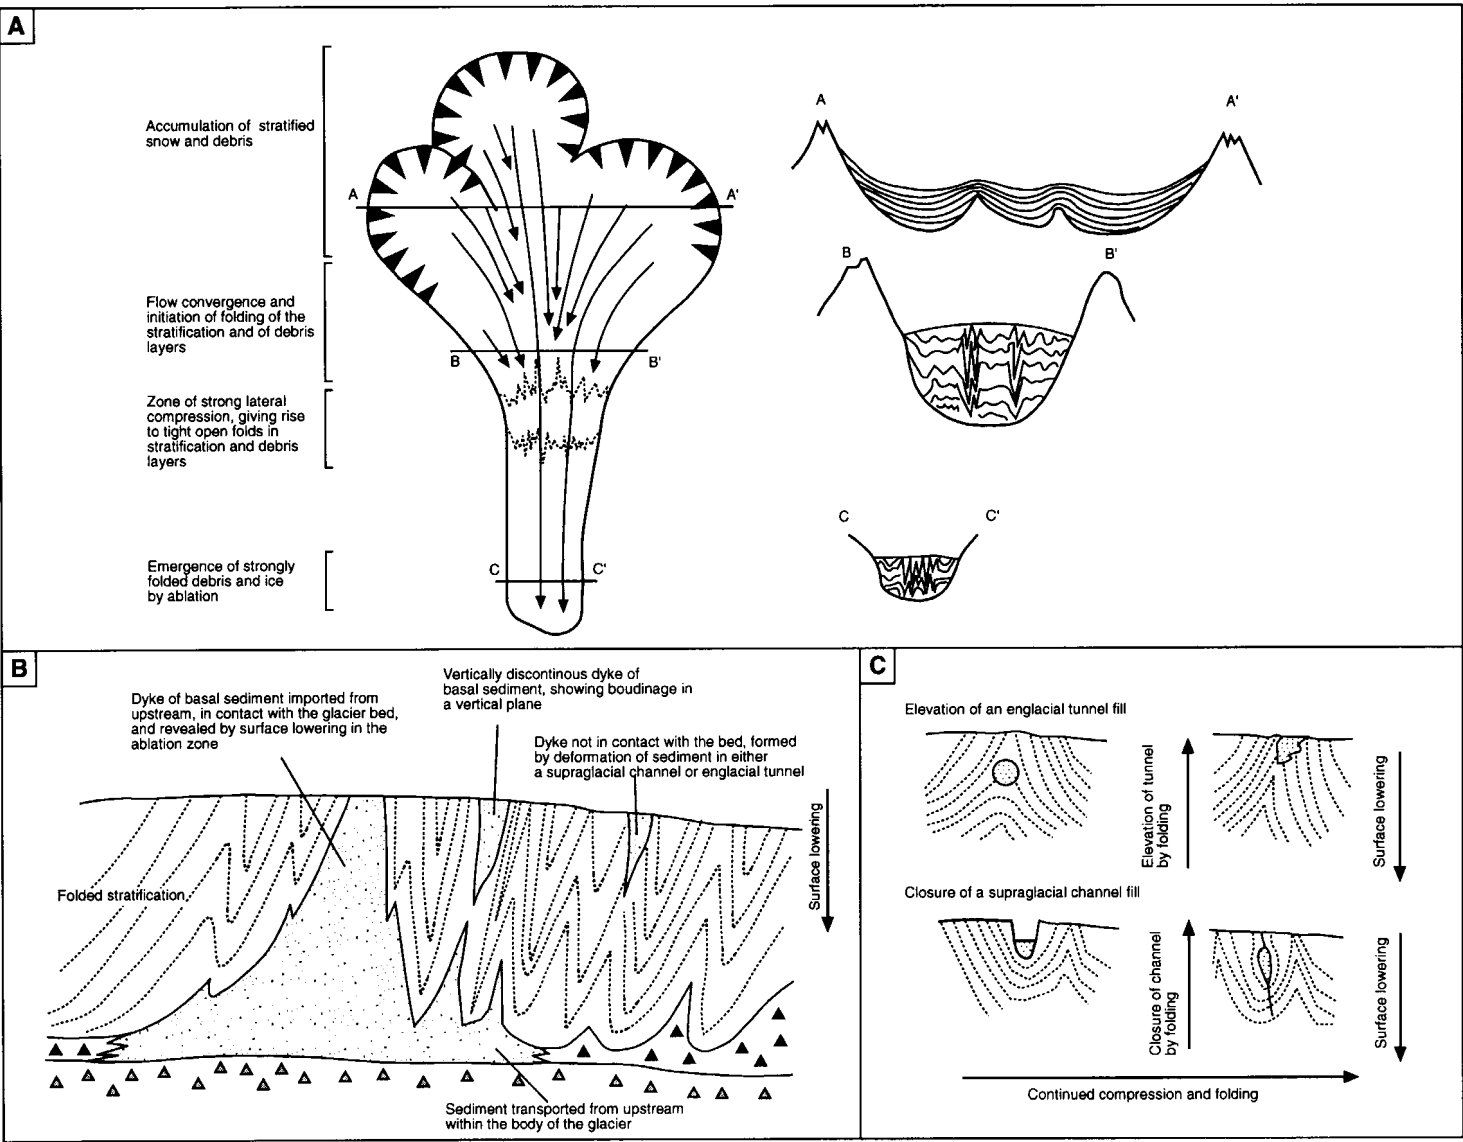 A
Accumulation of stratified
snow and debris
A
A'
Flow convergence and
initiation of folding of the
stratification and of debris
layers
B
B'
Zone of strong lateral
compression, giving rise
to tight open folds in
stratification and debris
layers
Emergence of strongly
folded debris and ice
by ablation
C
C'
A
A'
B
B'
C
C'
B
Dyke of basal sediment imported from
upstream, in contact with the glacier bed,
and revealed by surface lowering in the
ablation zone
Vertically discontinous dyke of
basal sediment, showing boudinage in
a vertical plane
Dyke not in contact with the bed, formed
by deformation of sediment in either
a supraglacial channel or englacial tunnel
Folded stratification
Surface lowering
Sediment transported from upstream
within the body of the glacier
C
Elevation of an englacial tunnel fill
Elevation of tunnel
by folding
Surface lowering
Closure of a supraglacial channel fill
Closure of channel
by folding
Surface lowering
Continued compression and folding